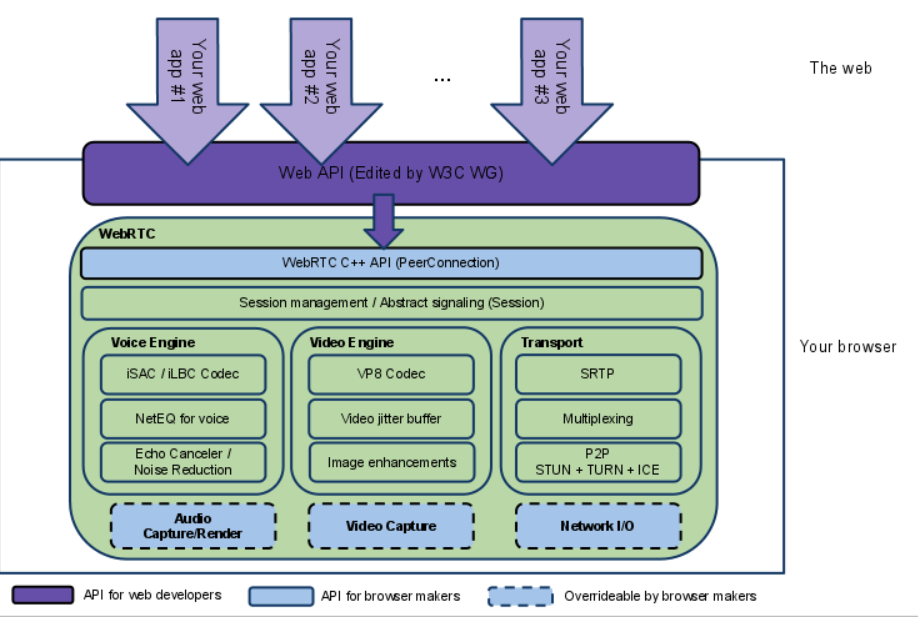 Your web
app #1
Your web
app #2
...
Your web
app #3
The web
Web API (Edited by W3C WG)
WebRTC
WebRTC C++ API (PeerConnection)
Session management / Abstract signaling (Session)
Your browser
Voice Engine
iSAC / iLBC Codec
NetEQ for voice
Echo Canceler /
Noise Reduction
Video Engine
VP8 Codec
Video jitter buffer
Image enhancements
Transport
SRTP
Multiplexing
P2P
STUN + TURN + ICE
Audio
Capture/Render
Video Capture
Network I/O
API for web developers
API for browser makers
Overrideable by browser makers